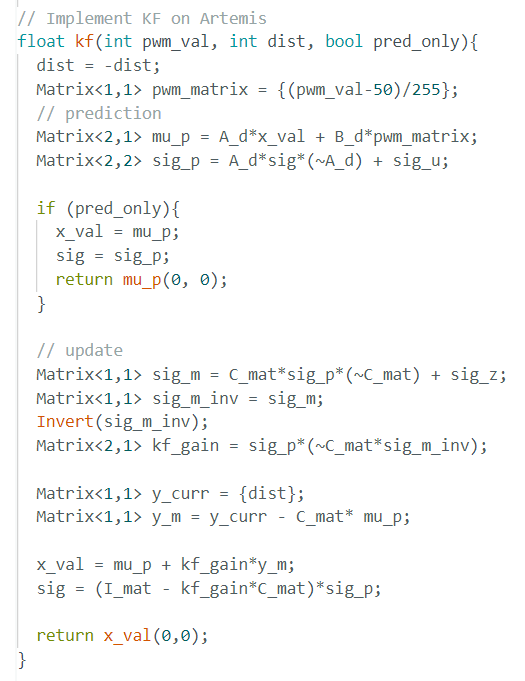 // Implement KF on Artemis
float kf(int pwm_val, int dist, bool pred_only){
dist = -dist;
Matrix<1,1> pwm_matrix = {(pwm_val-50)/255};
// prediction
Matrix<2,1> mu_p = A_d*x_val + B_d*pwm_matrix;
Matrix<2,2> sig_p = A_d*sig*(~A_d) + sig_u;
if (pred_only){
x_val = mu_p;
sig = sig_p;
return mu_p(0, 0);
}
// update
Matrix<1,1> sig_m = C_mat*sig_p*(~C_mat) + sig_z;
Matrix<1,1> sig_m_inv = sig_m;
Invert(sig_m_inv);
Matrix<2,1> kf_gain = sig_p*(~C_mat*sig_m_inv);
Matrix<1,1> y_curr = {dist};
Matrix<1,1> y_m = y_curr - C_mat* mu_p;
x_val = mu_p + kf_gain*y_m;
sig = (I_mat - kf_gain*C_mat)*sig_p;
return x_val(0,0);
}